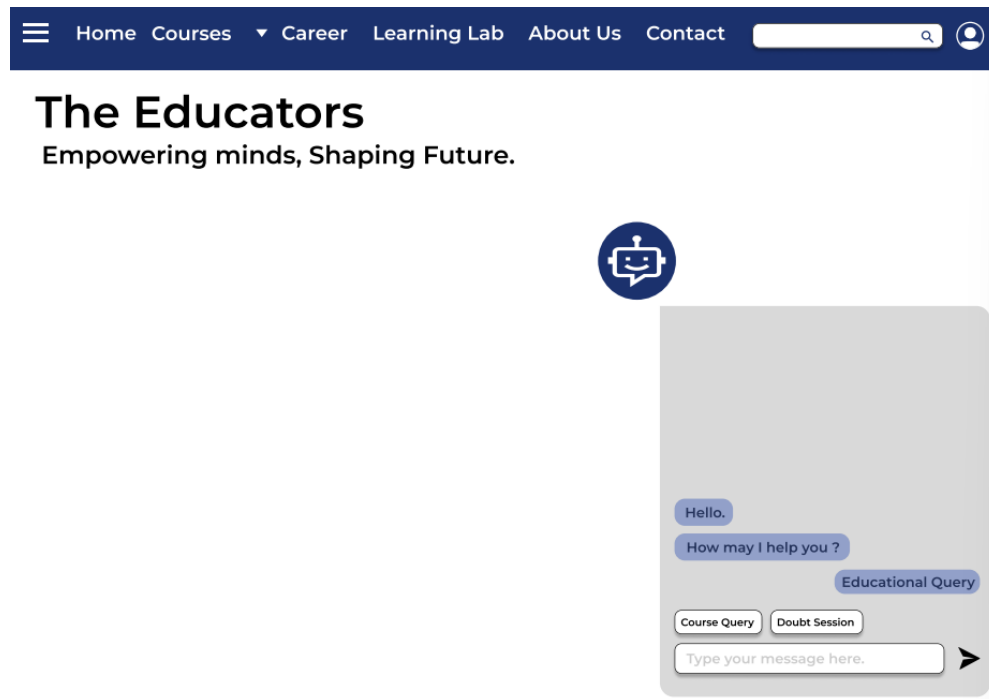 Home Courses ▼ Career Learning Lab About Us Contact
The Educators
Empowering minds, Shaping Future.
Hello.
How may I help you ?
Educational Query
Course Query Doubt Session
Type your message here.